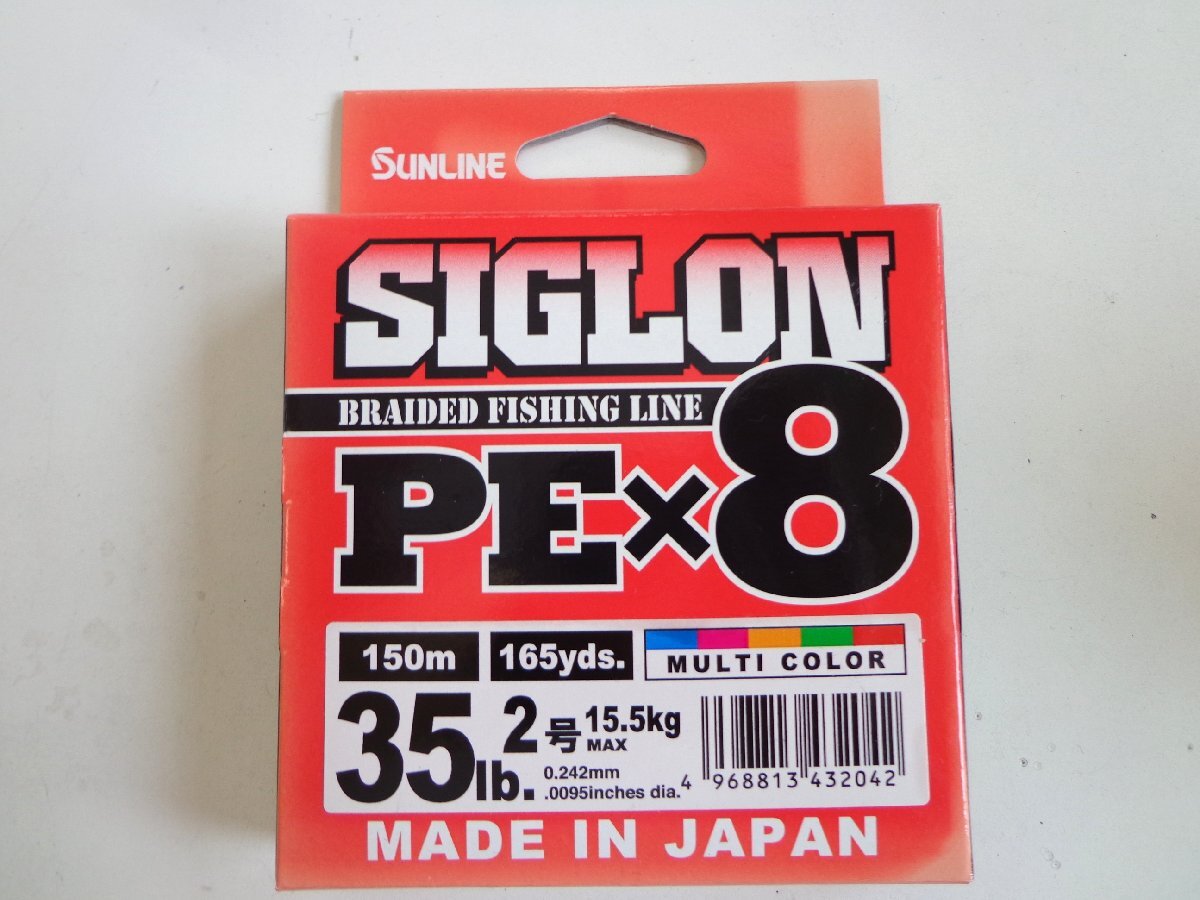 SUNLINE
SIGLON
BRAIDED FISHING LINE
PE×8
150m 165yds. MULTI COLOR
35lb. 2号 15.5kg MAX
0.242mm
.0095inches dia.
4 968813 432042
MADE IN JAPAN